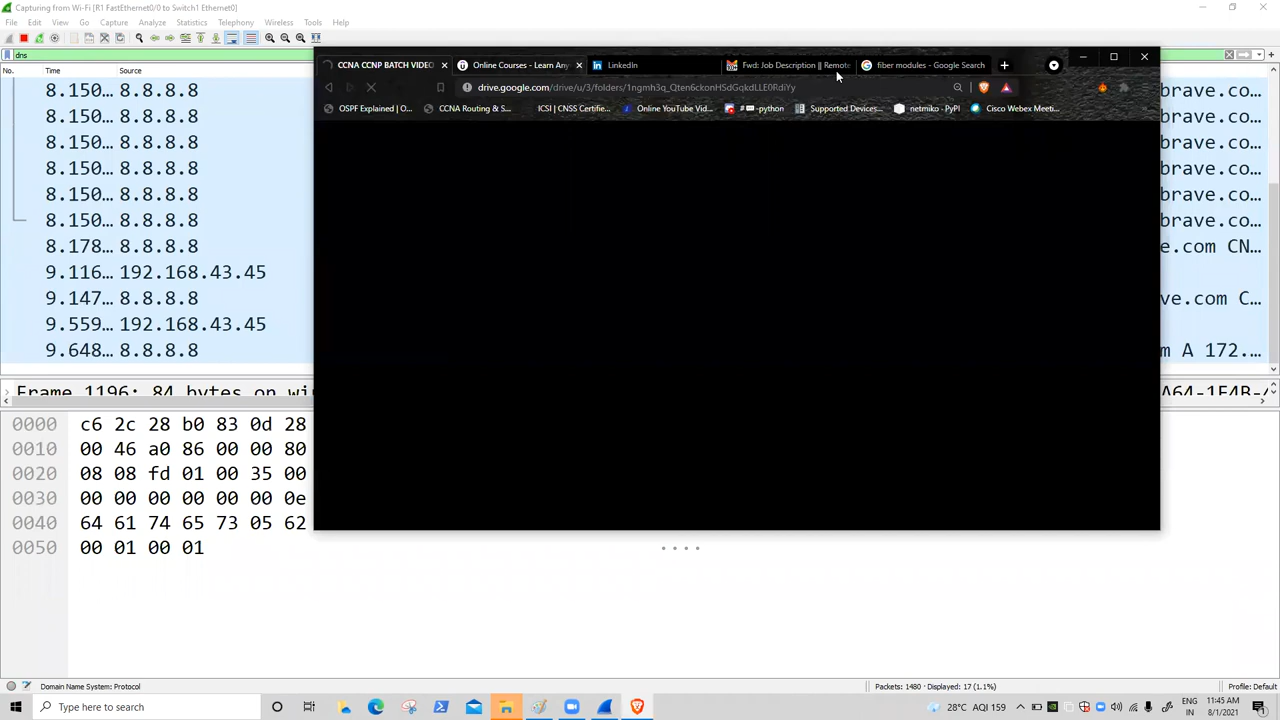 Capturing from Wi-Fi [R1 FastEthernet0/0 to Switch1 Ethernet0]
File Edit View Go Capture Analyze Statistics Telephony Wireless Tools Help
dns
No. Time Source
8.150… 8.8.8.8 brave.co…
8.150… 8.8.8.8 brave.co…
8.150… 8.8.8.8 brave.co…
8.150… 8.8.8.8 brave.co…
8.150… 8.8.8.8 brave.co…
8.150… 8.8.8.8 brave.co…
8.178… 8.8.8.8 e.com CN…
9.116… 192.168.43.45
9.147… 8.8.8.8 ve.com C…
9.559… 192.168.43.45
9.648… 8.8.8.8 m A 172.…
Frame 1196: 84 bytes on wi
A64-1E4B-
0000 c6 2c 28 b0 83 0d 28
0010 00 46 a0 86 00 00 80
0020 08 08 fd 01 00 35 00
0030 00 00 00 00 00 00 0e
0040 64 61 74 65 73 05 62
0050 00 01 00 01
CCNA CCNP BATCH VIDEO Online Courses - Learn Any LinkedIn Fwd: Job Description || Remote fiber modules - Google Search
drive.google.com/drive/u/3/folders/1ngmh3q_Qten6ckonHSdGqkdLLE0RdiYy
OSPF Explained | O... CCNA Routing & S... ICSI | CNSS Certifie... Online YouTube Vid... #-python Supported Devices... netmiko · PyPI Cisco Webex Meeti...
Domain Name System: Protocol Packets: 1480 · Displayed: 17 (1.1%) Profile: Default
Type here to search 28°C AQI 159 ENG IN 11:45 AM 8/1/2021